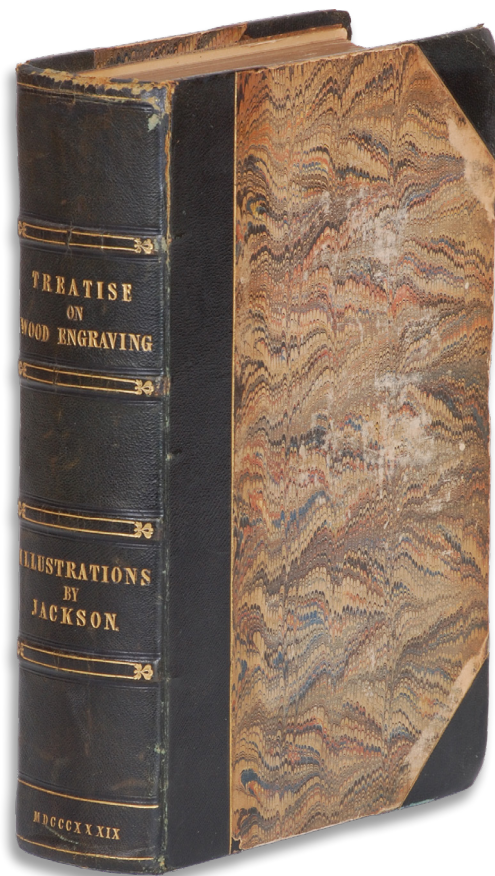 TREATISE
ON
WOOD ENGRAVING
ILLUSTRATIONS
BY
JACKSON.
MDCCCXXXIX